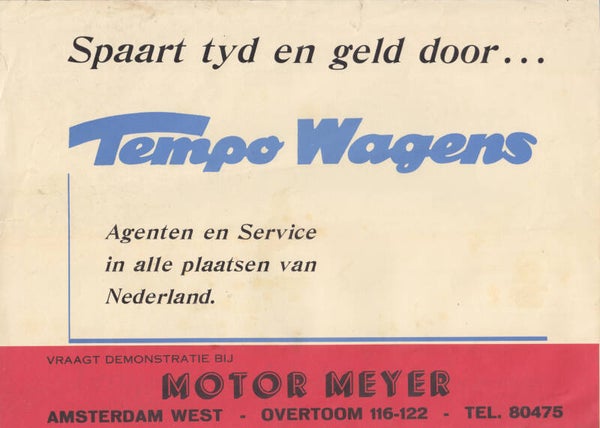 Spaart tyd en geld door...
Tempo Wagens
Agenten en Service
in alle plaatsen van
Nederland.
VRAAGT DEMONSTRATIE BIJ
MOTOR MEYER
AMSTERDAM WEST - OVERTOOM 116-122 - TEL. 80475